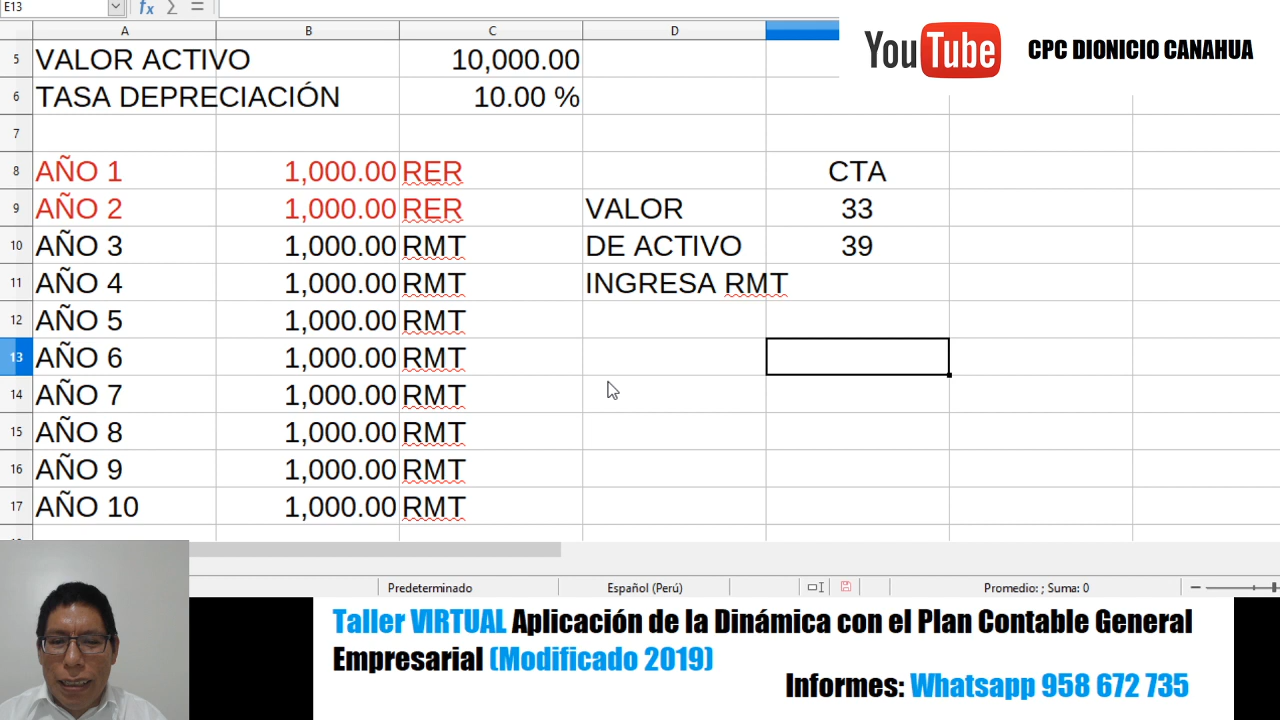 E13
YouTube CPC DIONICIO CANAHUA
A B C D
5 VALOR ACTIVO 10,000.00
6 TASA DEPRECIACIÓN 10.00 %
7
8 AÑO 1 1,000.00 RER CTA
9 AÑO 2 1,000.00 RER VALOR 33
10 AÑO 3 1,000.00 RMT DE ACTIVO 39
11 AÑO 4 1,000.00 RMT INGRESA RMT
12 AÑO 5 1,000.00 RMT
13 AÑO 6 1,000.00 RMT
14 AÑO 7 1,000.00 RMT
15 AÑO 8 1,000.00 RMT
16 AÑO 9 1,000.00 RMT
17 AÑO 10 1,000.00 RMT
Predeterminado Español (Perú) Promedio: ; Suma: 0
Taller VIRTUAL Aplicación de la Dinámica con el Plan Contable General
Empresarial (Modificado 2019)
Informes: Whatsapp 958 672 735